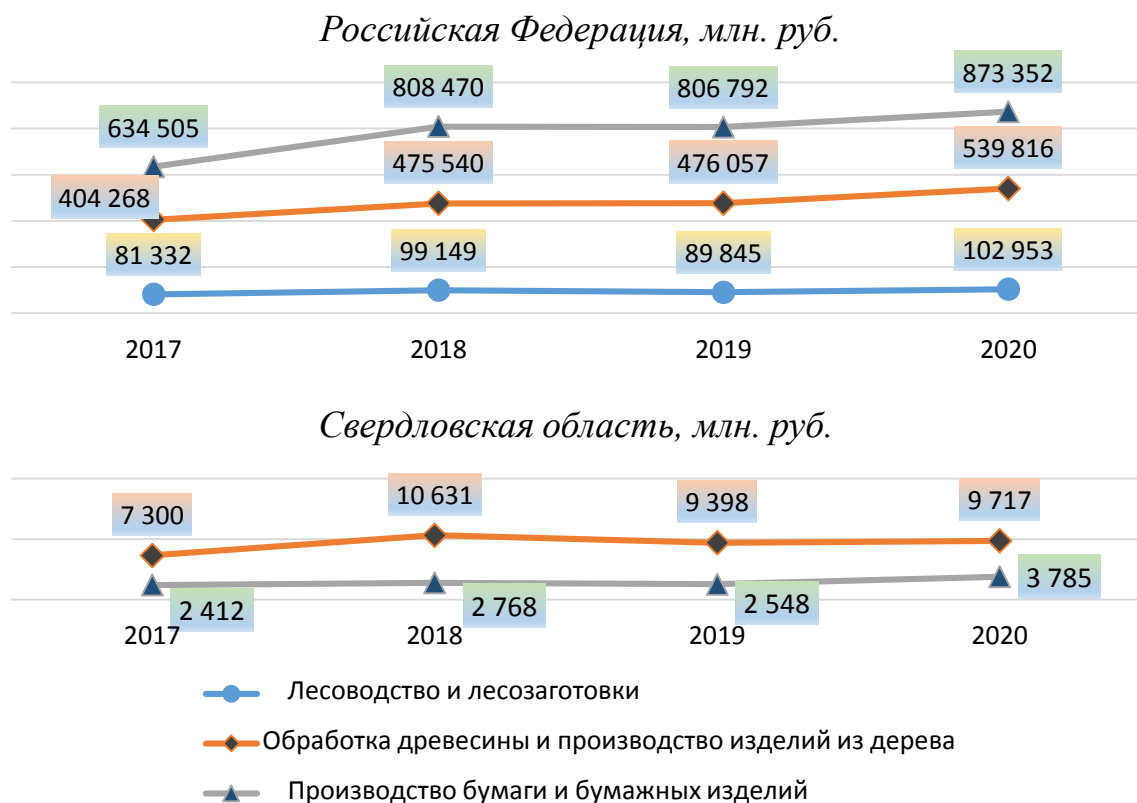 Российская Федерация, млн. руб.
634 505 808 470 806 792 873 352
404 268 475 540 476 057 539 816
81 332 99 149 89 845 102 953
2017 2018 2019 2020
Свердловская область, млн. руб.
7 300 10 631 9 398 9 717
2 412 2 768 2 548 3 785
2017 2018 2019 2020
Лесоводство и лесозаготовки
Обработка древесины и производство изделий из дерева
Производство бумаги и бумажных изделий